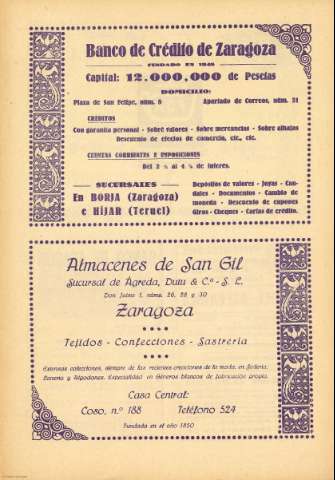 Banco de Crédito de Zaragoza
FUNDADO EN 1845
Capital: 12.000,000 de Pesetas
DOMICILIO:
Plaza de San Felipe, núm. 8 Apartado de Correos, núm. 31
CREDITOS
Con garantía personal - Sobre valores - Sobre mercancías - Sobre alhajas
Descuento de efectos de comercio, etc., etc.
CUENTAS CORRIENTES E IMPOSICIONES
Del 2 ½ al 4 % de interés.
SUCURSALES
En BORJA (Zaragoza)
e HIJAR (Teruel)
Depósitos de valores - Joyas - Cau-
dales - Documentos - Cambio de
moneda - Descuento de cupones
Giros - Cheques - Cartas de crédito.
Almacenes de San Gil
Sucursal de Agreda, Dutu & C.ª - S. L.
Don Jaime I, núms. 26, 28 y 30
Zaragoza
Tejidos - Confecciones - Sastrería
Extensas colecciones, siempre de las recientes creaciones de la moda, en Sedería,
Lanería y Algodones. Especialidad en Géneros blancos de fabricación propia.
Casa Central:
Coso, n.º 188 Teléfono 524
Fundada en el año 1850